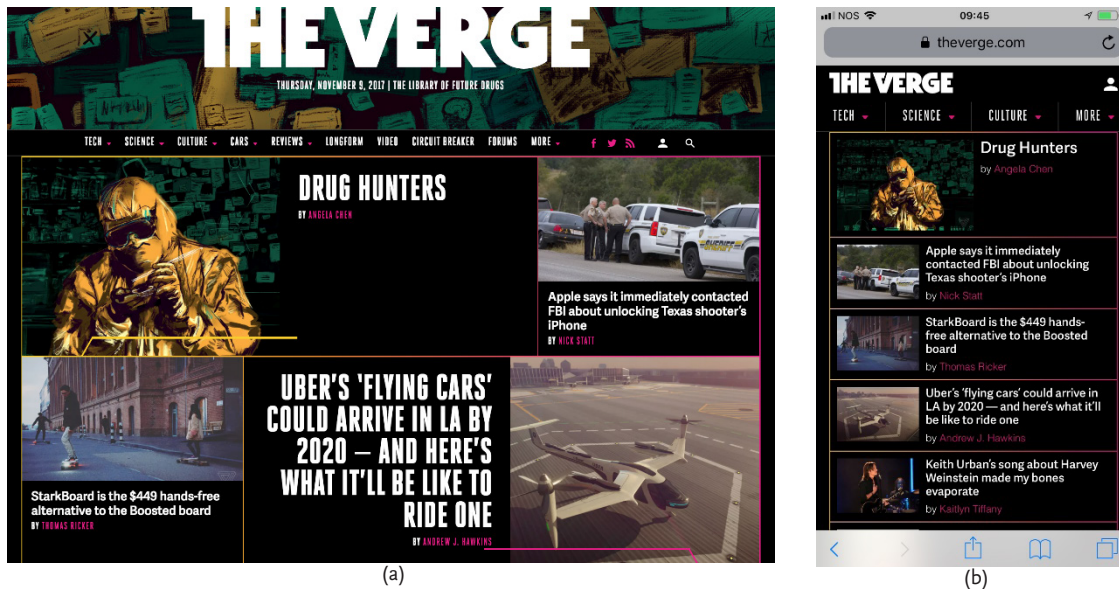 THE VERGE
THURSDAY, NOVEMBER 9, 2017 | THE LIBRARY OF FUTURE DRUGS
TECH SCIENCE CULTURE CARS REVIEWS LONGFORM VIDEO CIRCUIT BREAKER FORUMS MORE
DRUG HUNTERS
BY ANGELA CHEN
SHERIFF
Apple says it immediately contacted
FBI about unlocking Texas shooter's
iPhone
BY NICK STATT
StarkBoard is the $449 hands-free
alternative to the Boosted board
BY THOMAS RICKER
UBER'S 'FLYING CARS'
COULD ARRIVE IN LA BY
2020 — AND HERE'S
WHAT IT'LL BE LIKE TO
RIDE ONE
BY ANDREW J. HAWKINS
(a)
NOS 09:45
theverge.com
THE VERGE
TECH SCIENCE CULTURE MORE
Drug Hunters
by Angela Chen
Apple says it immediately
contacted FBI about unlocking
Texas shooter's iPhone
by Nick Statt
StarkBoard is the $449 hands-
free alternative to the Boosted
board
by Thomas Ricker
Uber's 'flying cars' could arrive in
LA by 2020 — and here's what it'll
be like to ride one
by Andrew J. Hawkins
Keith Urban's song about Harvey
Weinstein made my bones
evaporate
by Kaitlyn Tiffany
(b)